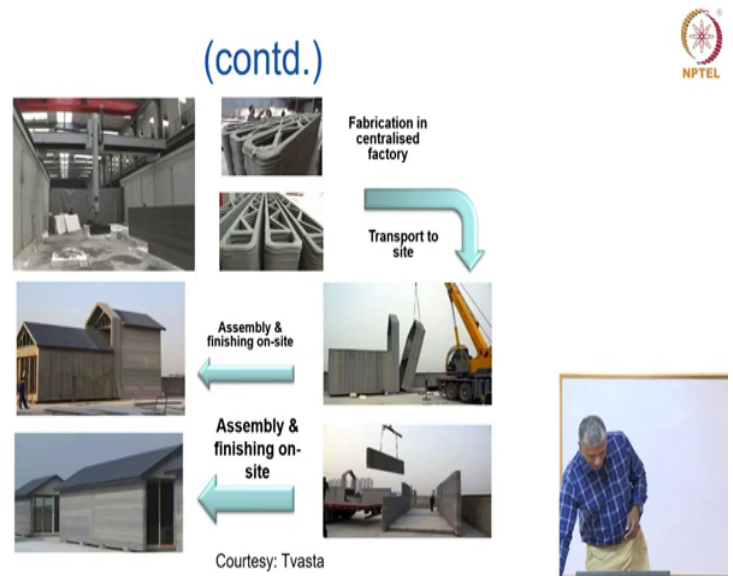 (contd.)
NPTEL
Fabrication in
centralised
factory
Transport to
site
Assembly &
finishing on-site
Assembly &
finishing on-
site
Courtesy: Tvasta